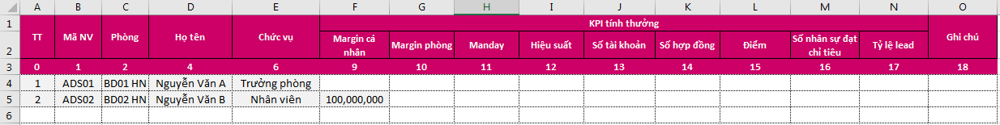 A B C D E F G H I J K L M N O
1 TT Mã NV Phòng Họ tên Chức vụ KPI tính thưởng Ghi chú
2 Margin cá nhân Margin phòng Manday Hiệu suất Số tài khoản Số hợp đồng Điểm Số nhân sự đạt chỉ tiêu Tỷ lệ lead
3 0 1 2 4 6 9 10 11 12 13 14 15 16 17 18
4 1 ADS01 BD01 HN Nguyễn Văn A Trưởng phòng
5 2 ADS02 BD02 HN Nguyễn Văn B Nhân viên 100,000,000
6